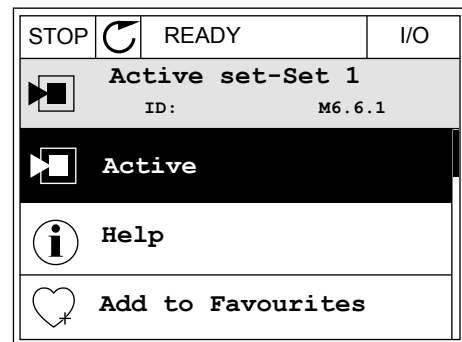 STOP READY I/O
Active set-Set 1
ID: M6.6.1
Active
Help
Add to Favourites